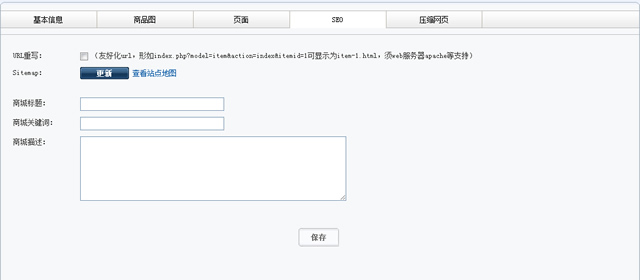 基本信息 商品图 页面 SEO 压缩网页
URL重写: (友好化url，形如index.php?model=item&action=index&itemid=1可显示为item-1.html，须web服务器apache等支持)
Sitemap: 更新 查看站点地图
商城标题:
商城关键词:
商城描述:
保存